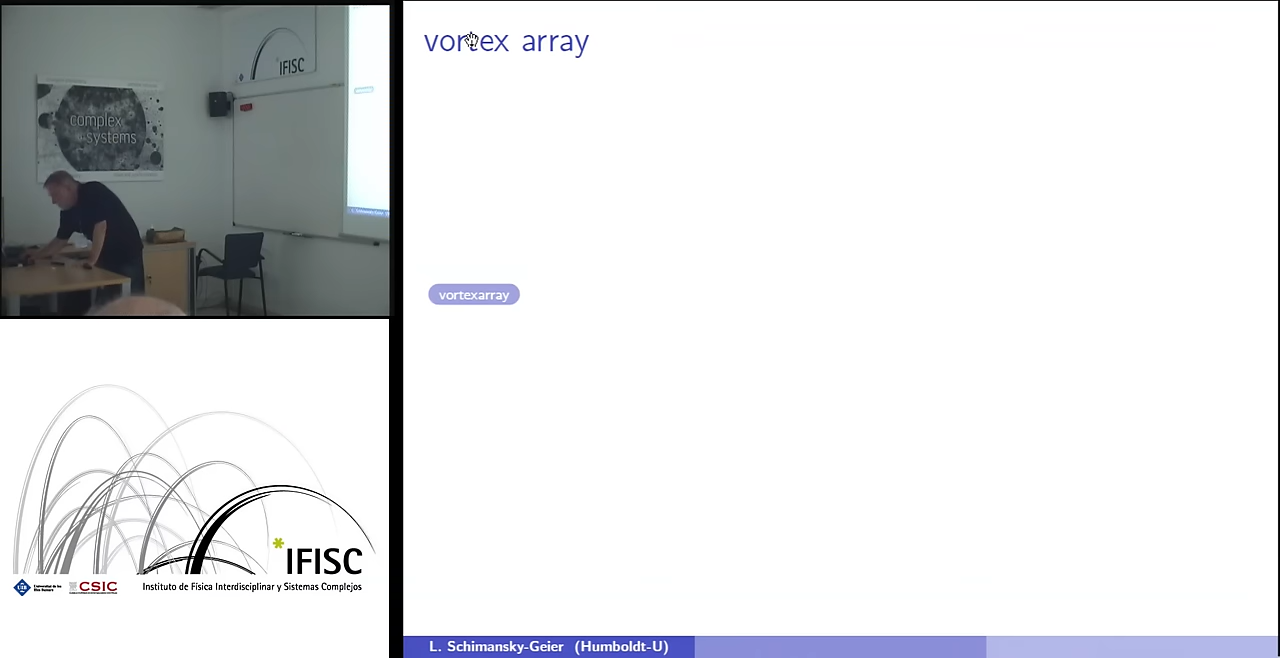 IFISC
complex
systems
vortex array
vortexarray
*IFISC
CSIC
Instituto de Física Interdisciplinar y Sistemas Complejos
L. Schimansky-Geier (Humboldt-U)